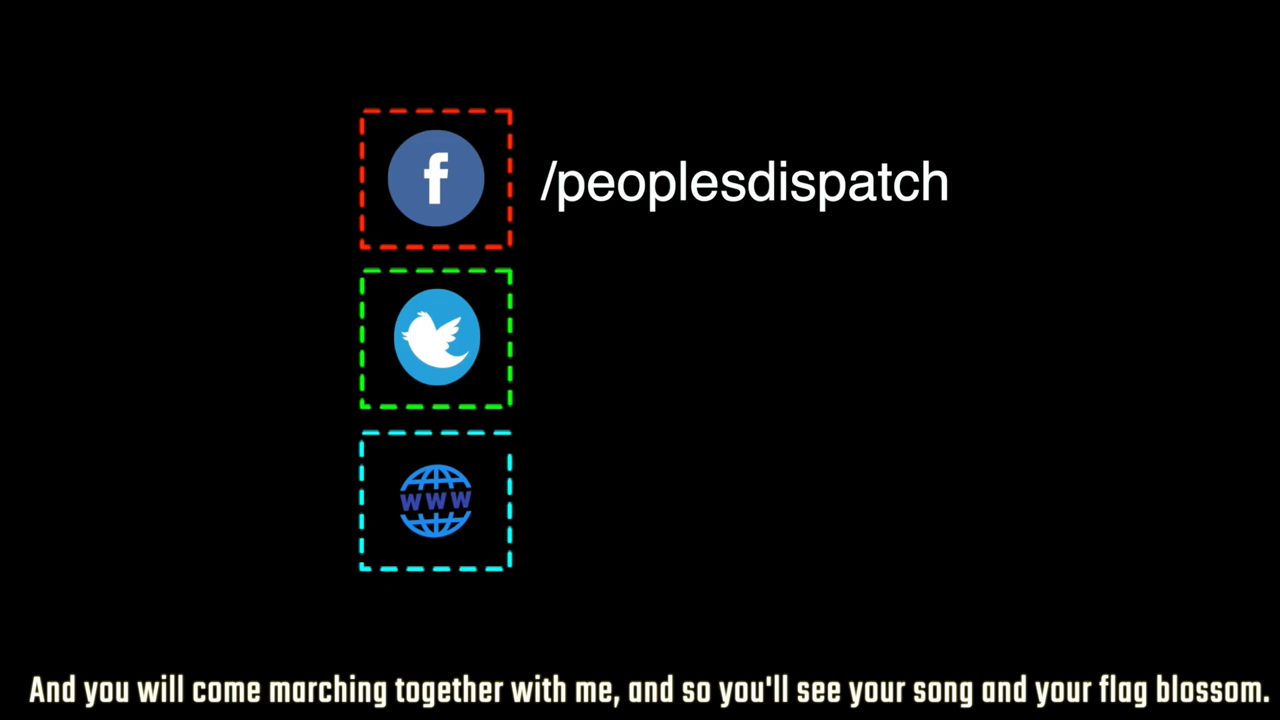 f
/peoplesdispatch
WWW
And you will come marching together with me, and so you'll see your song and your flag blossom.